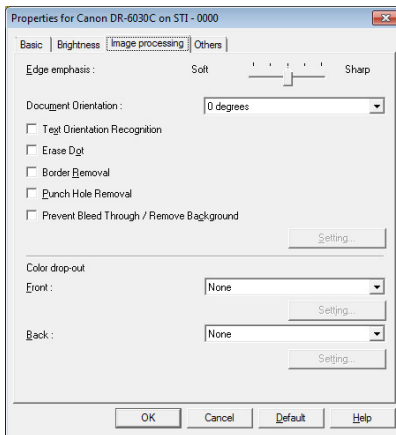 Properties for Canon DR-6030C on STI - 0000
Basic Brightness Image processing Others
Edge emphasis : Soft Sharp
Document Orientation : 0 degrees
Text Orientation Recognition
Erase Dot
Border Removal
Punch Hole Removal
Prevent Bleed Through / Remove Background
Setting...
Color drop-out
Front : None
Setting...
Back : None
Setting...
OK Cancel Default Help